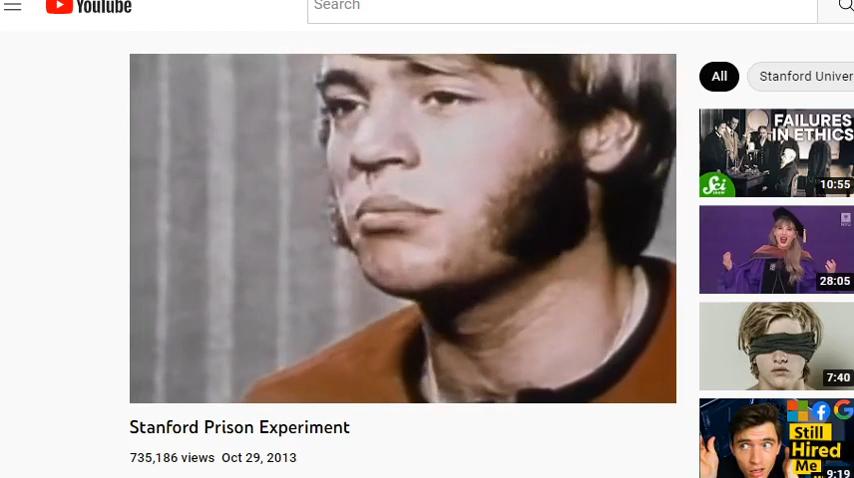 YouTube
Search
All
Stanford Univer
FAILURES
IN ETHICS
Sci
10:55
NYU
28:05
7:40
Still
Hired
Me
9:19
Stanford Prison Experiment
735,186 views Oct 29, 2013